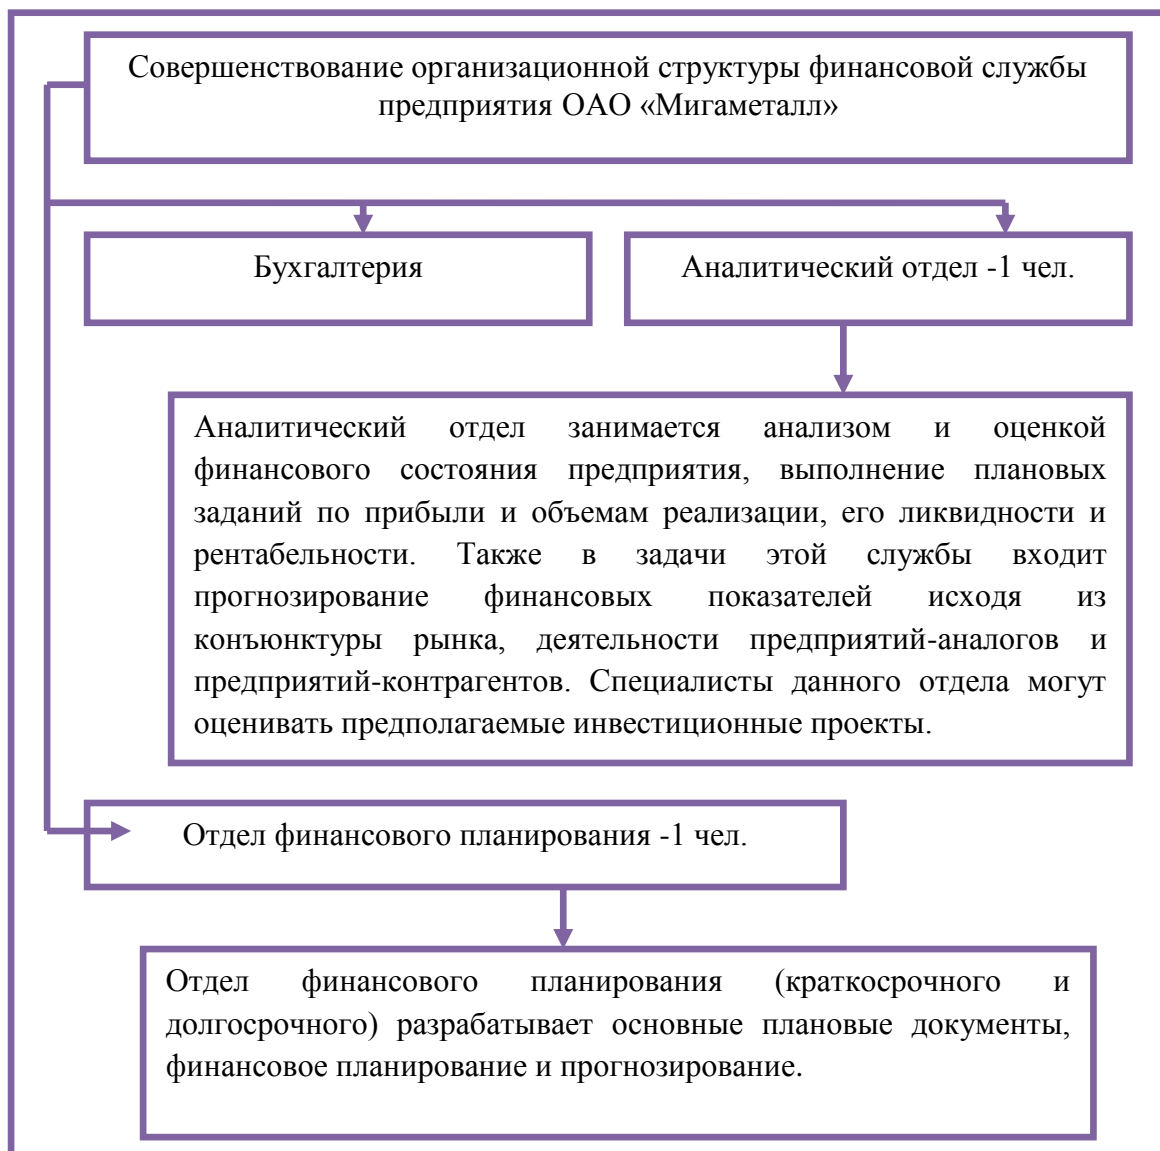 Совершенствование организационной структуры финансовой службы
предприятия ОАО «Мигаметалл»
Бухгалтерия
Аналитический отдел -1 чел.
Аналитический отдел занимается анализом и оценкой
финансового состояния предприятия, выполнение плановых
заданий по прибыли и объемам реализации, его ликвидности и
рентабельности. Также в задачи этой службы входит
прогнозирование финансовых показателей исходя из
конъюнктуры рынка, деятельности предприятий-аналогов и
предприятий-контрагентов. Специалисты данного отдела могут
оценивать предполагаемые инвестиционные проекты.
Отдел финансового планирования -1 чел.
Отдел финансового планирования (краткосрочного и
долгосрочного) разрабатывает основные плановые документы,
финансовое планирование и прогнозирование.